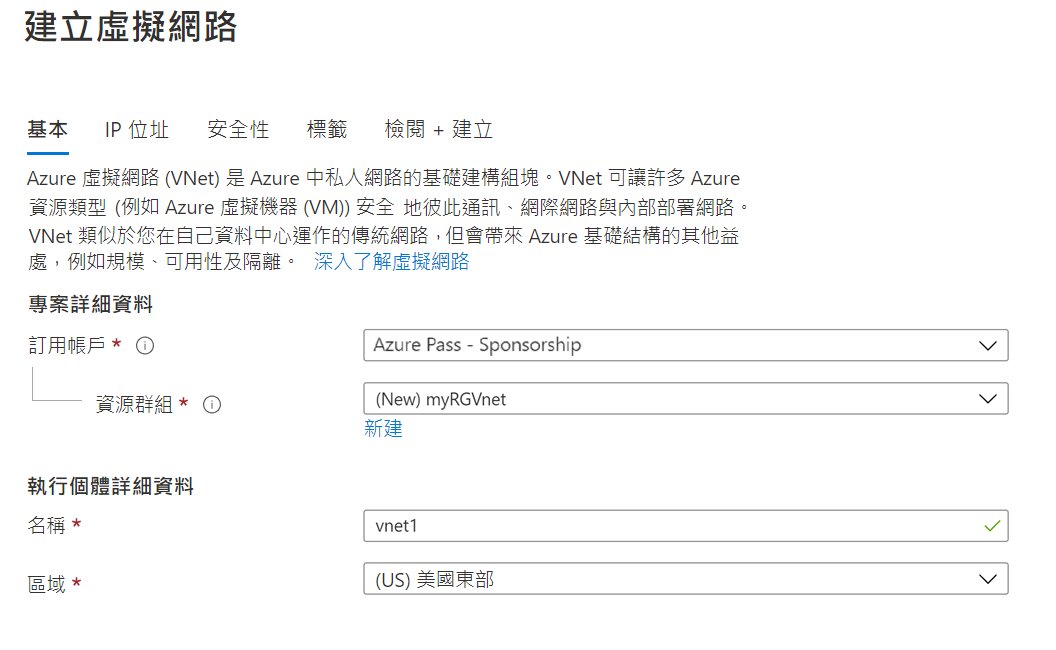 建立虛擬網路
基本 IP 位址 安全性 標籤 檢閱 + 建立
Azure 虛擬網路 (VNet) 是 Azure 中私人網路的基礎建構組塊。VNet 可讓許多 Azure
資源類型 (例如 Azure 虛擬機器 (VM)) 安全 地彼此通訊、網際網路與內部部署網路。
VNet 類似於您在自己資料中心運作的傳統網路，但會帶來 Azure 基礎結構的其他益
處，例如規模、可用性及隔離。 深入了解虛擬網路
專案詳細資料
訂用帳戶 * Azure Pass - Sponsorship
資源群組 * (New) myRGVnet
新建
執行個體詳細資料
名稱 * vnet1
區域 * (US) 美國東部